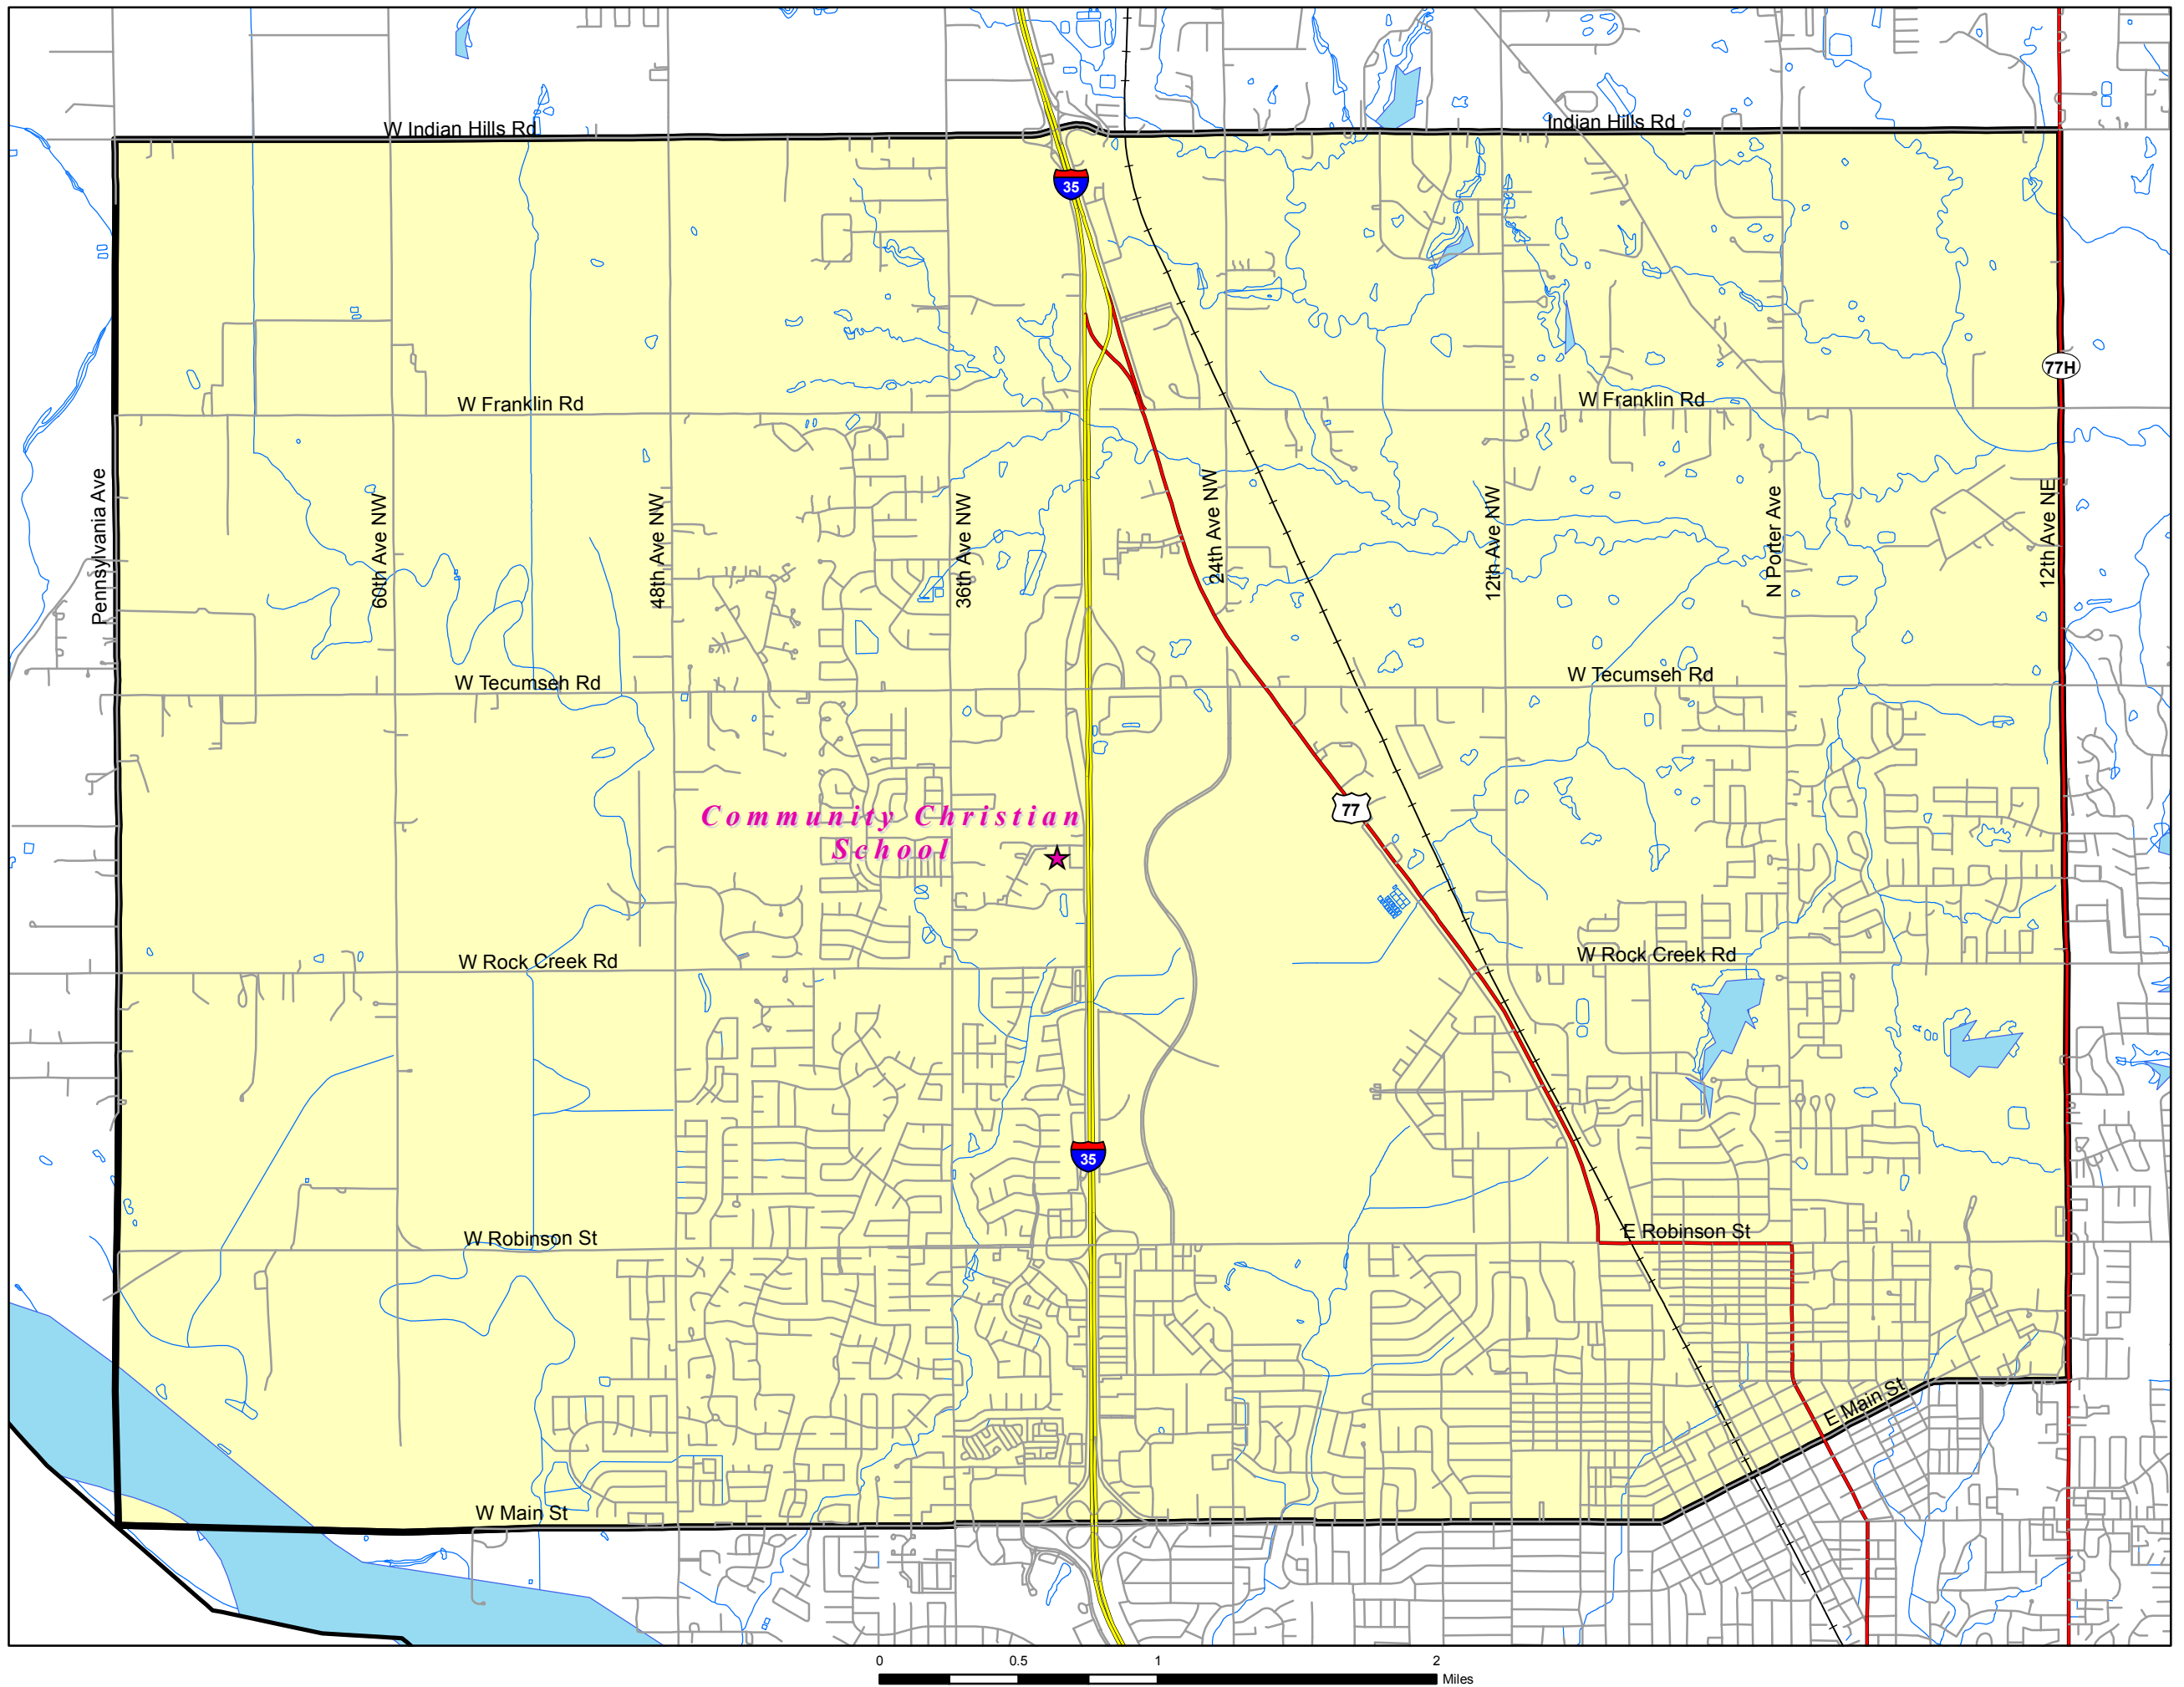 W Indian Hills Rd
Indian Hills Rd
35
77H
W Franklin Rd
W Franklin Rd
Pennsylvania Ave
60th Ave NW
48th Ave NW
36th Ave NW
24th Ave NW
12th Ave NW
N Porter Ave
12th Ave NE
W Tecumseh Rd
W Tecumseh Rd
Community Christian
School
77
W Rock Creek Rd
W Rock Creek Rd
35
W Robinson St
E Robinson St
E Main St
W Main St
0 0.5 1 2
Miles